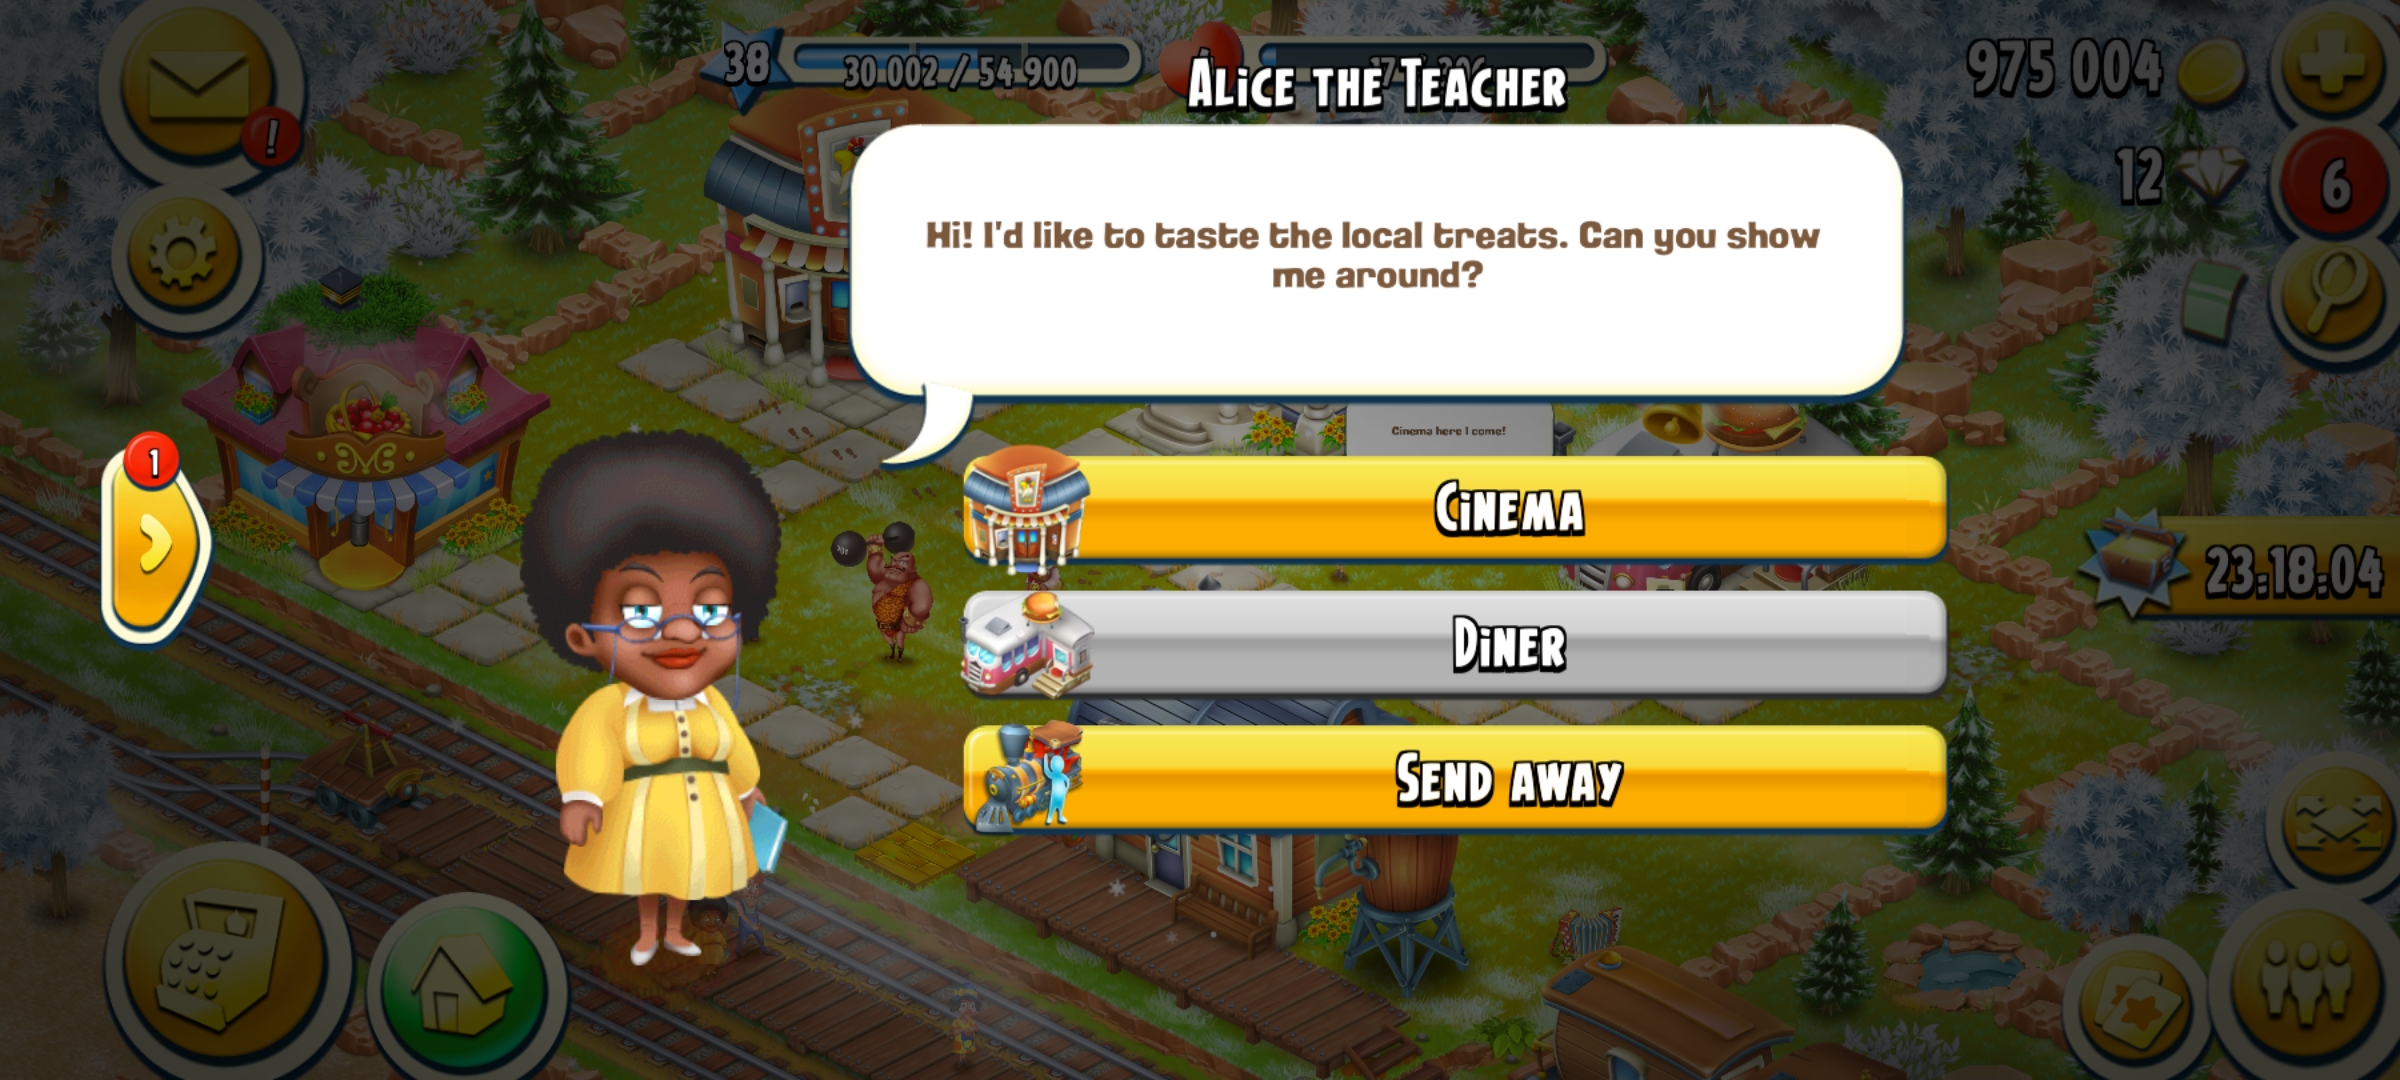 38
30 002 / 54 900
ALICE THE TEACHER
975 004
12
6
!
Hi! I'd like to taste the local treats. Can you show
me around?
Cinema here I come!
1
CINEMA
DINER
SEND AWAY
23:18:04